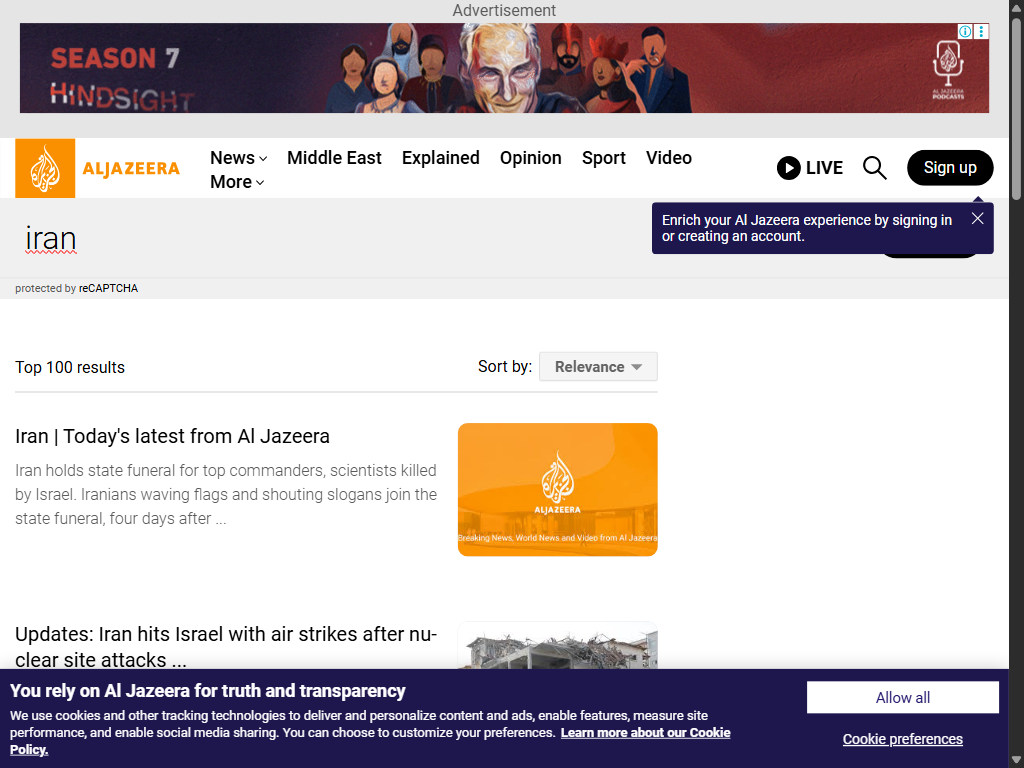 Advertisement
SEASON 7
HINDSIGHT
AL JAZEERA
PODCASTS
ALJAZEERA
News
Middle East
Explained
Opinion
Sport
Video
More
LIVE
Sign up
Enrich your Al Jazeera experience by signing in
or creating an account.
iran
protected by reCAPTCHA
Top 100 results
Sort by:
Relevance
Iran | Today's latest from Al Jazeera
Iran holds state funeral for top commanders, scientists killed
by Israel. Iranians waving flags and shouting slogans join the
state funeral, four days after ...
ALJAZEERA
Breaking News, World News and Video from Al Jazeera
Updates: Iran hits Israel with air strikes after nu-
clear site attacks ...
You rely on Al Jazeera for truth and transparency
We use cookies and other tracking technologies to deliver and personalize content and ads, enable features, measure site
performance, and enable social media sharing. You can choose to customize your preferences. Learn more about our Cookie
Policy.
Allow all
Cookie preferences